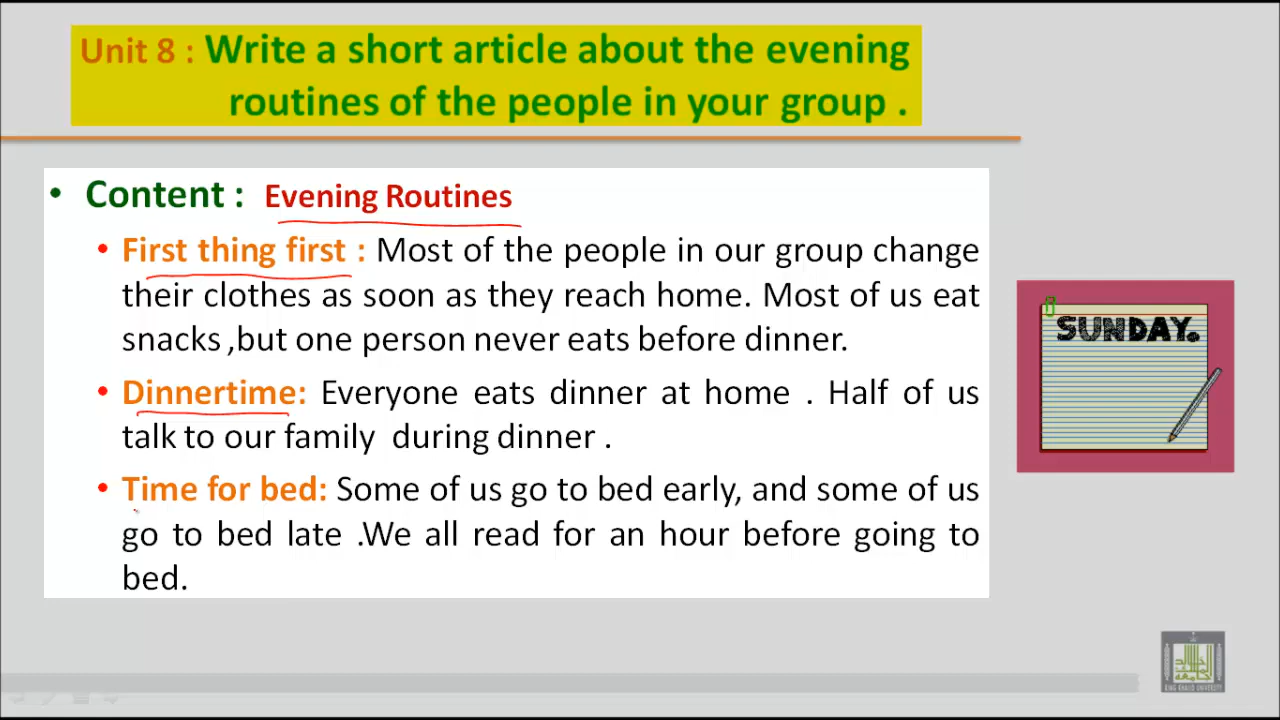 Unit 8 : Write a short article about the evening
routines of the people in your group .
• Content : Evening Routines
• First thing first : Most of the people in our group change
their clothes as soon as they reach home. Most of us eat
snacks ,but one person never eats before dinner.
• Dinnertime: Everyone eats dinner at home . Half of us
talk to our family during dinner .
• Time for bed: Some of us go to bed early, and some of us
go to bed late .We all read for an hour before going to
bed.
SUNDAY.
KING KHALID UNIVERSITY